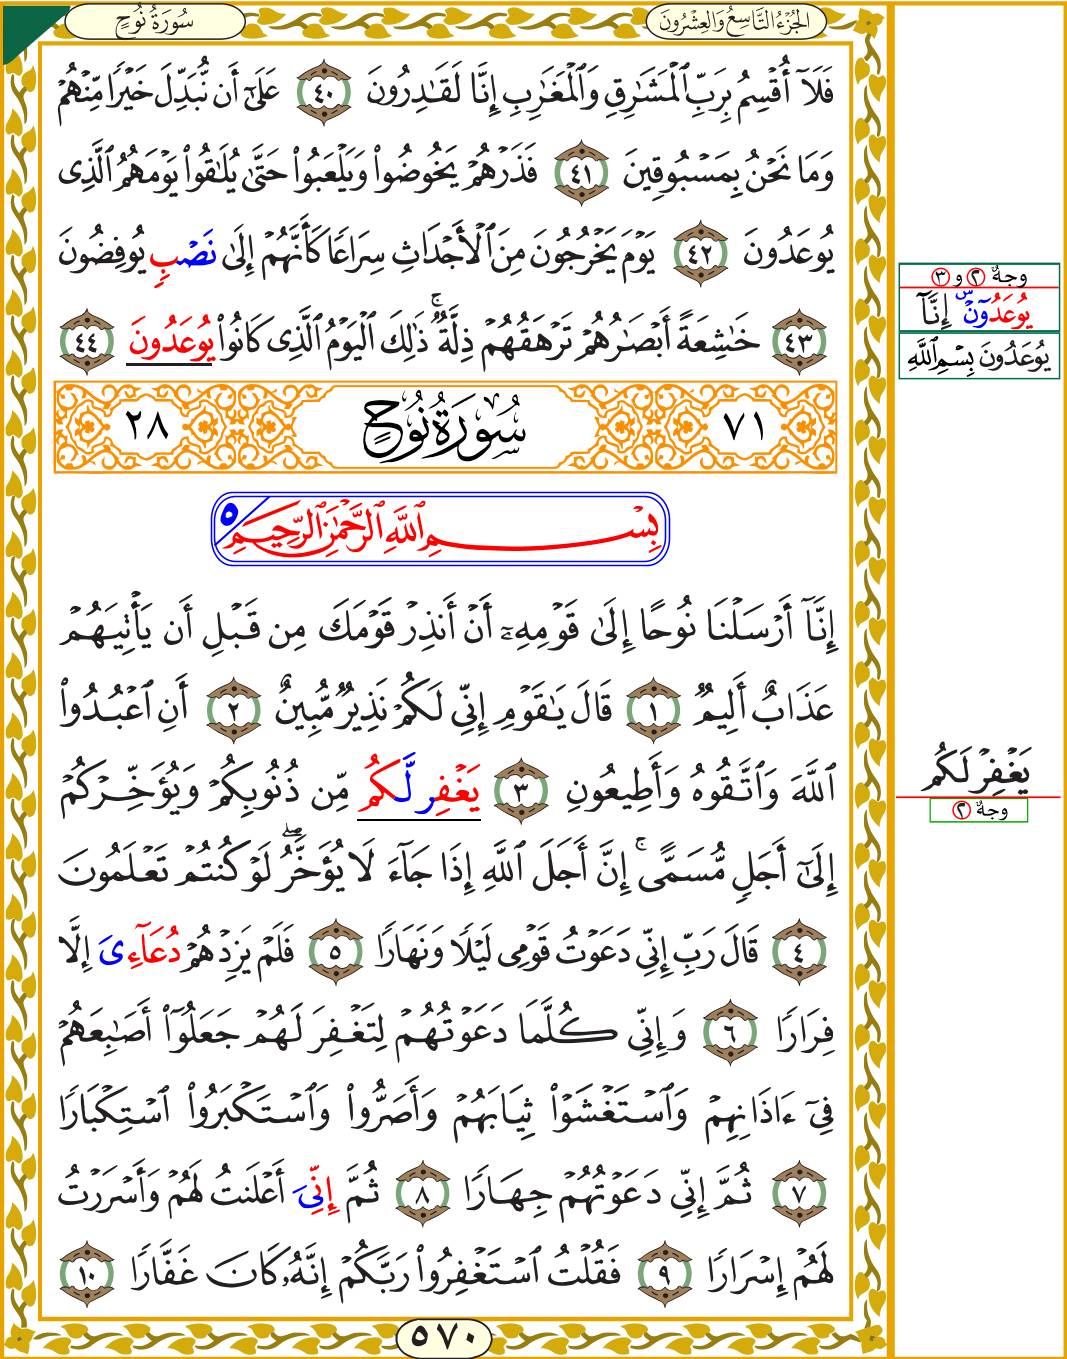 سُورَةُ نُوحٍ
الجُزْءُ التَّاسِعُ وَالعِشْرُونَ
فَلَآ أُقْسِمُ بِرَبِّ ٱلْمَشَٰرِقِ وَٱلْمَغَٰرِبِ إِنَّا لَقَٰدِرُونَ ٤٠ عَلَىٰٓ أَن نُّبَدِّلَ خَيْرًا مِّنْهُمْ
وَمَا نَحْنُ بِمَسْبُوقِينَ ٤١ فَذَرْهُمْ يَخُوضُوا۟ وَيَلْعَبُوا۟ حَتَّىٰ يُلَٰقُوا۟ يَوْمَهُمُ ٱلَّذِى
يُوعَدُونَ ٤٢ يَوْمَ يَخْرُجُونَ مِنَ ٱلْأَجْدَاثِ سِرَاعًا كَأَنَّهُمْ إِلَىٰ نَصْبٍ يُوفِضُونَ
٤٣ خَٰشِعَةً أَبْصَٰرُهُمْ تَرْهَقُهُمْ ذِلَّةٌ ۚ ذَٰلِكَ ٱلْيَوْمُ ٱلَّذِى كَانُوا۟ يُوعَدُونَ ٤٤
٧١ سُورَةُ نُوحٍ ٢٨
بِسْمِ ٱللَّهِ ٱلرَّحْمَٰنِ ٱلرَّحِيمِ ٥
إِنَّآ أَرْسَلْنَا نُوحًا إِلَىٰ قَوْمِهِۦٓ أَنْ أَنذِرْ قَوْمَكَ مِن قَبْلِ أَن يَأْتِيَهُمْ
عَذَابٌ أَلِيمٌ ١ قَالَ يَٰقَوْمِ إِنِّى لَكُمْ نَذِيرٌ مُّبِينٌ ٢ أَنِ ٱعْبُدُوا۟
ٱللَّهَ وَٱتَّقُوهُ وَأَطِيعُونِ ٣ يَغْفِر لَّكُمْ مِّن ذُنُوبِكُمْ وَيُؤَخِّرْكُمْ
إِلَىٰٓ أَجَلٍ مُّسَمًّى ۚ إِنَّ أَجَلَ ٱللَّهِ إِذَا جَآءَ لَا يُؤَخَّرُ ۖ لَوْ كُنتُمْ تَعْلَمُونَ
٤ قَالَ رَبِّ إِنِّى دَعَوْتُ قَوْمِى لَيْلًا وَنَهَارًا ٥ فَلَمْ يَزِدْهُمْ دُعَآءِىَ إِلَّا
فِرَارًا ٦ وَإِنِّى كُلَّمَا دَعَوْتُهُمْ لِتَغْفِرَ لَهُمْ جَعَلُوٓا۟ أَصَٰبِعَهُمْ
فِىٓ ءَاذَانِهِمْ وَٱسْتَغْشَوْا۟ ثِيَابَهُمْ وَأَصَرُّوا۟ وَٱسْتَكْبَرُوا۟ ٱسْتِكْبَارًا
٧ ثُمَّ إِنِّى دَعَوْتُهُمْ جِهَارًا ٨ ثُمَّ إِنِّىَ أَعْلَنتُ لَهُمْ وَأَسْرَرْتُ
لَهُمْ إِسْرَارًا ٩ فَقُلْتُ ٱسْتَغْفِرُوا۟ رَبَّكُمْ إِنَّهُۥ كَانَ غَفَّارًا ١٠
٥٧٠
وجهٌ ٢ و ٣
يُوعَدُونَ ۜ إِنَّآ
يُوعَدُونَ بِسْمِ ٱللَّهِ
يَغْفِرْ لَكُم
وجهٌ ٢